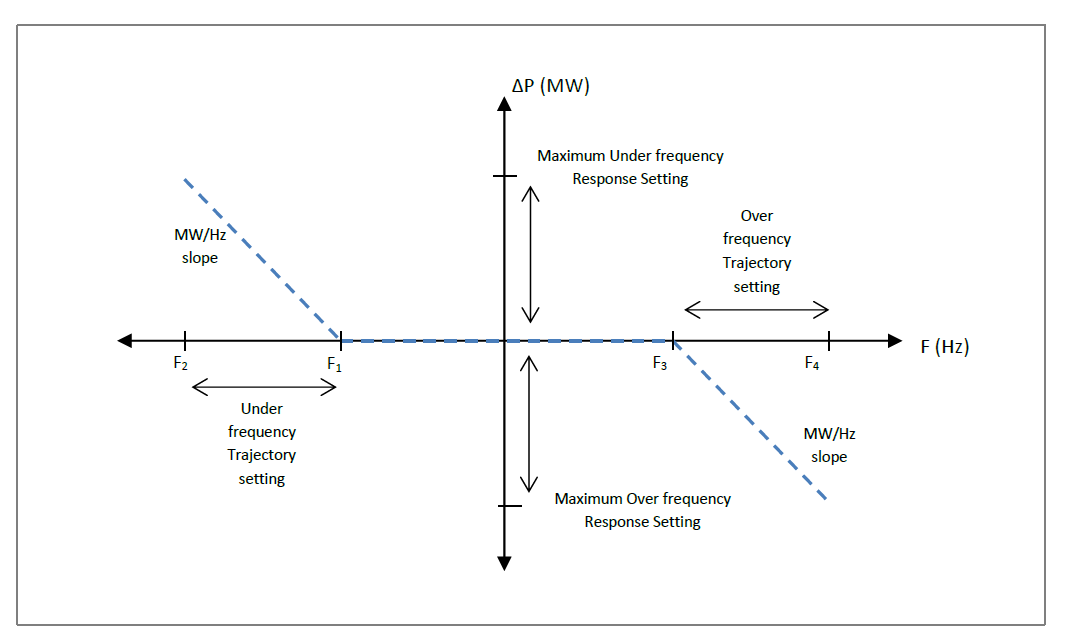 ΔP (MW)
Maximum Under frequency
Response Setting
Over
frequency
Trajectory
setting
MW/Hz
slope
F (Hz)
F₂
F₁
F₃
F₄
Under
frequency
Trajectory
setting
MW/Hz
slope
Maximum Over frequency
Response Setting